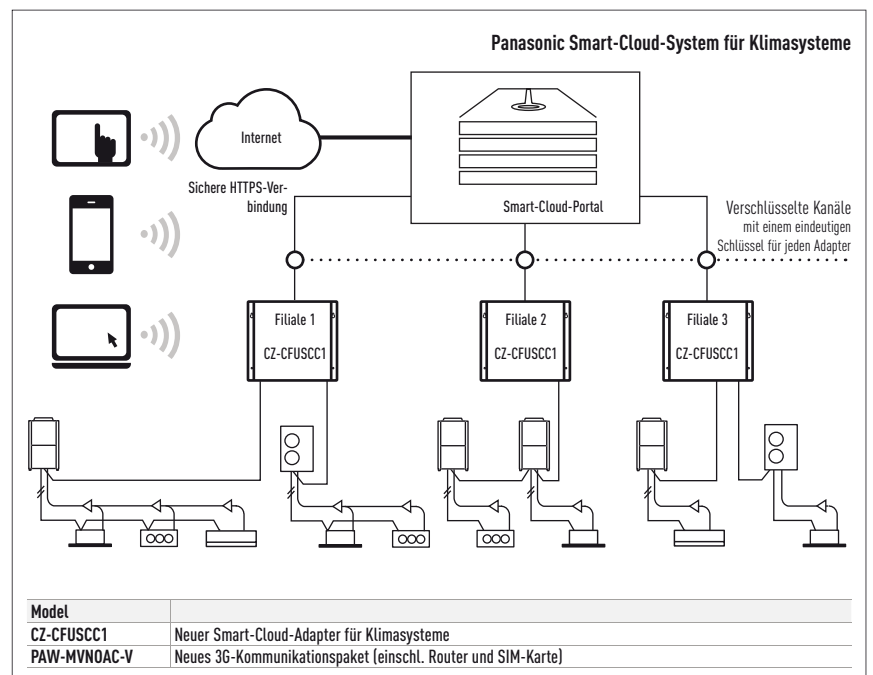 Panasonic Smart-Cloud-System für Klimasysteme
Internet
Sichere HTTPS-Ver-
bindung
Smart-Cloud-Portal
Verschlüsselte Kanäle
mit einem eindeutigen
Schlüssel für jeden Adapter
Filiale 1
CZ-CFUSCC1
Filiale 2
CZ-CFUSCC1
Filiale 3
CZ-CFUSCC1
Model
CZ-CFUSCC1 Neuer Smart-Cloud-Adapter für Klimasysteme
PAW-MVNOAC-V Neues 3G-Kommunikationspaket (einschl. Router und SIM-Karte)